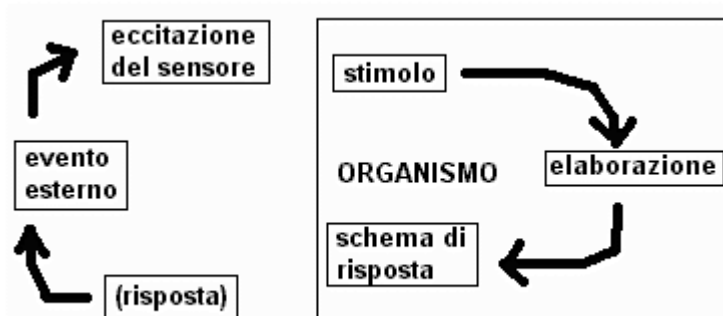 eccitazione
del sensore
evento
esterno
(risposta)
stimolo
elaborazione
ORGANISMO
schema di
risposta